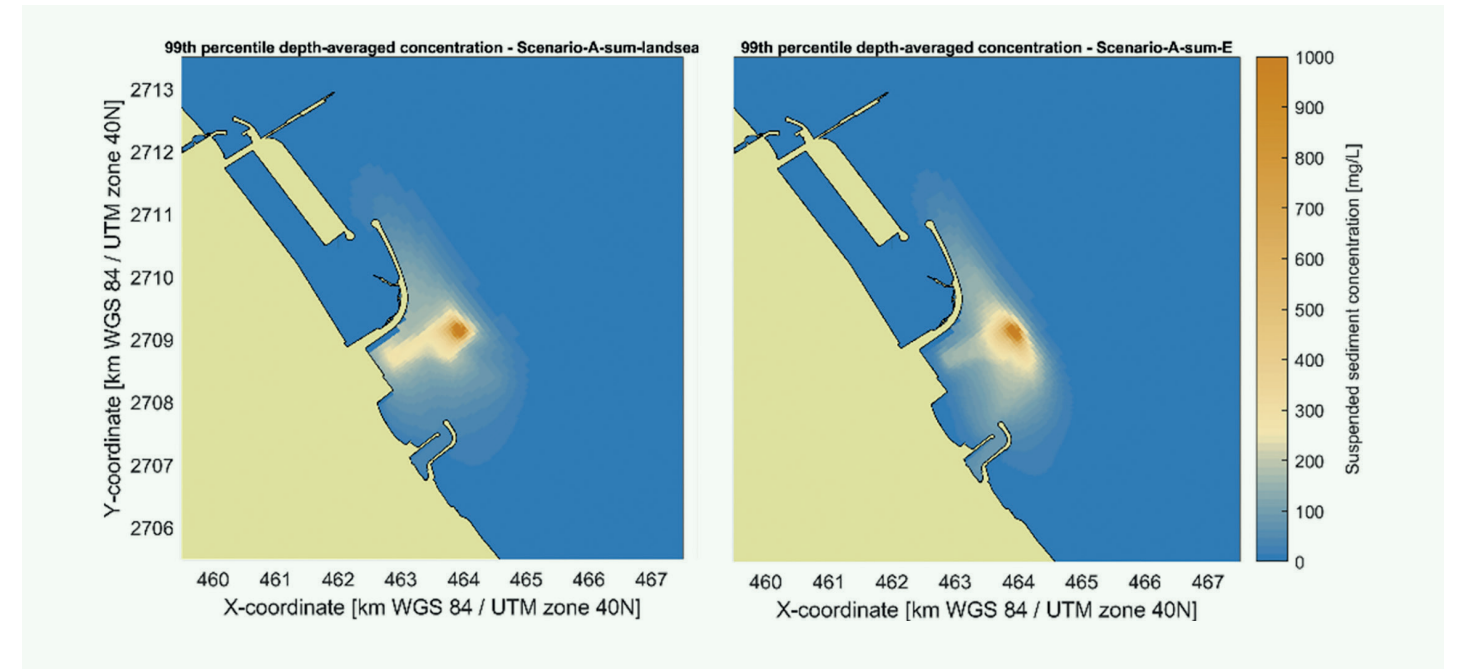 99th percentile depth-averaged concentration - Scenario-A-sum-landsea
2713
2712
2711
2710
2709
2708
2707
2706
Y-coordinate [km WGS 84 / UTM zone 40N]
460 461 462 463 464 465 466 467
X-coordinate [km WGS 84 / UTM zone 40N]
99th percentile depth-averaged concentration - Scenario-A-sum-E
460 461 462 463 464 465 466 467
X-coordinate [km WGS 84 / UTM zone 40N]
1000
900
800
700
600
500
400
300
200
100
0
Suspended sediment concentration [mg/L]